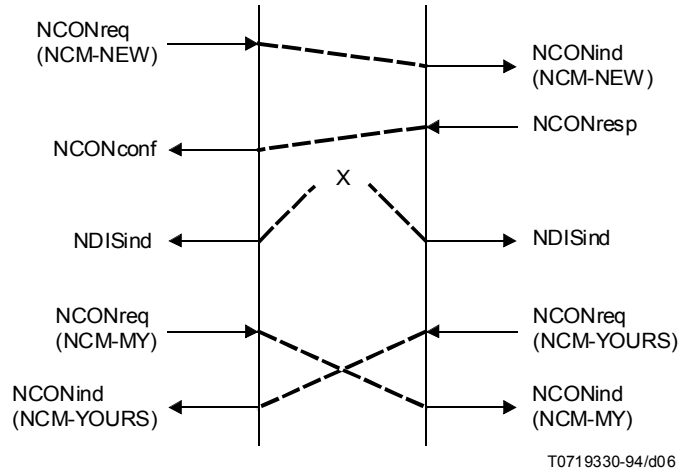 NCONreq
(NCM-NEW)
NCONind
(NCM-NEW)
NCONresp
NCONconf
X
NDISind
NDISind
NCONreq
(NCM-MY)
NCONreq
(NCM-YOURS)
NCONind
(NCM-YOURS)
NCONind
(NCM-MY)
T0719330-94/d06